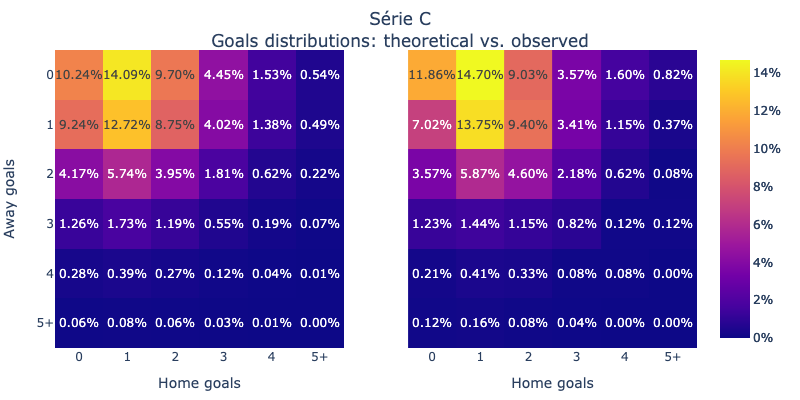 Série C
Goals distributions: theoretical vs. observed
Away goals
0 10.24% 14.09% 9.70% 4.45% 1.53% 0.54%
1 9.24% 12.72% 8.75% 4.02% 1.38% 0.49%
2 4.17% 5.74% 3.95% 1.81% 0.62% 0.22%
3 1.26% 1.73% 1.19% 0.55% 0.19% 0.07%
4 0.28% 0.39% 0.27% 0.12% 0.04% 0.01%
5+ 0.06% 0.08% 0.06% 0.03% 0.01% 0.00%
0 1 2 3 4 5+
Home goals
11.86% 14.70% 9.03% 3.57% 1.60% 0.82%
7.02% 13.75% 9.40% 3.41% 1.15% 0.37%
3.57% 5.87% 4.60% 2.18% 0.62% 0.08%
1.23% 1.44% 1.15% 0.82% 0.12% 0.12%
0.21% 0.41% 0.33% 0.08% 0.08% 0.00%
0.12% 0.16% 0.08% 0.04% 0.00% 0.00%
0 1 2 3 4 5+
Home goals
14%
12%
10%
8%
6%
4%
2%
0%